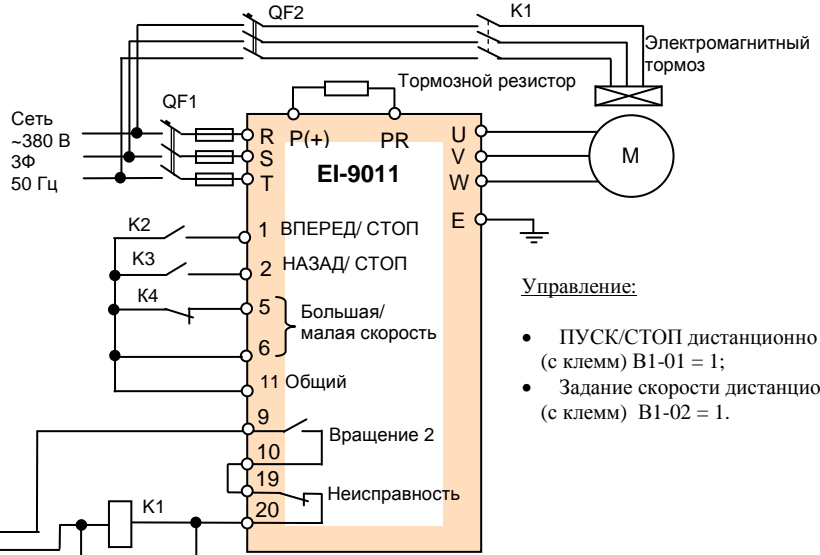 QF2
K1
Электромагнитный
тормоз
Тормозной резистор
QF1
Сеть
~380 В
3Ф
50 Гц
R
S
T
P(+)
PR
EI-9011
U
V
W
E
М
K2
1
ВПЕРЕД/ СТОП
K3
2
НАЗАД/ СТОП
К4
5
6
Большая/
малая скорость
11 Общий
9
Вращение 2
10
19
Неисправность
20
K1
Управление:
• ПУСК/СТОП дистанционно
(с клемм) B1-01 = 1;
• Задание скорости дистанцио
(с клемм) B1-02 = 1.